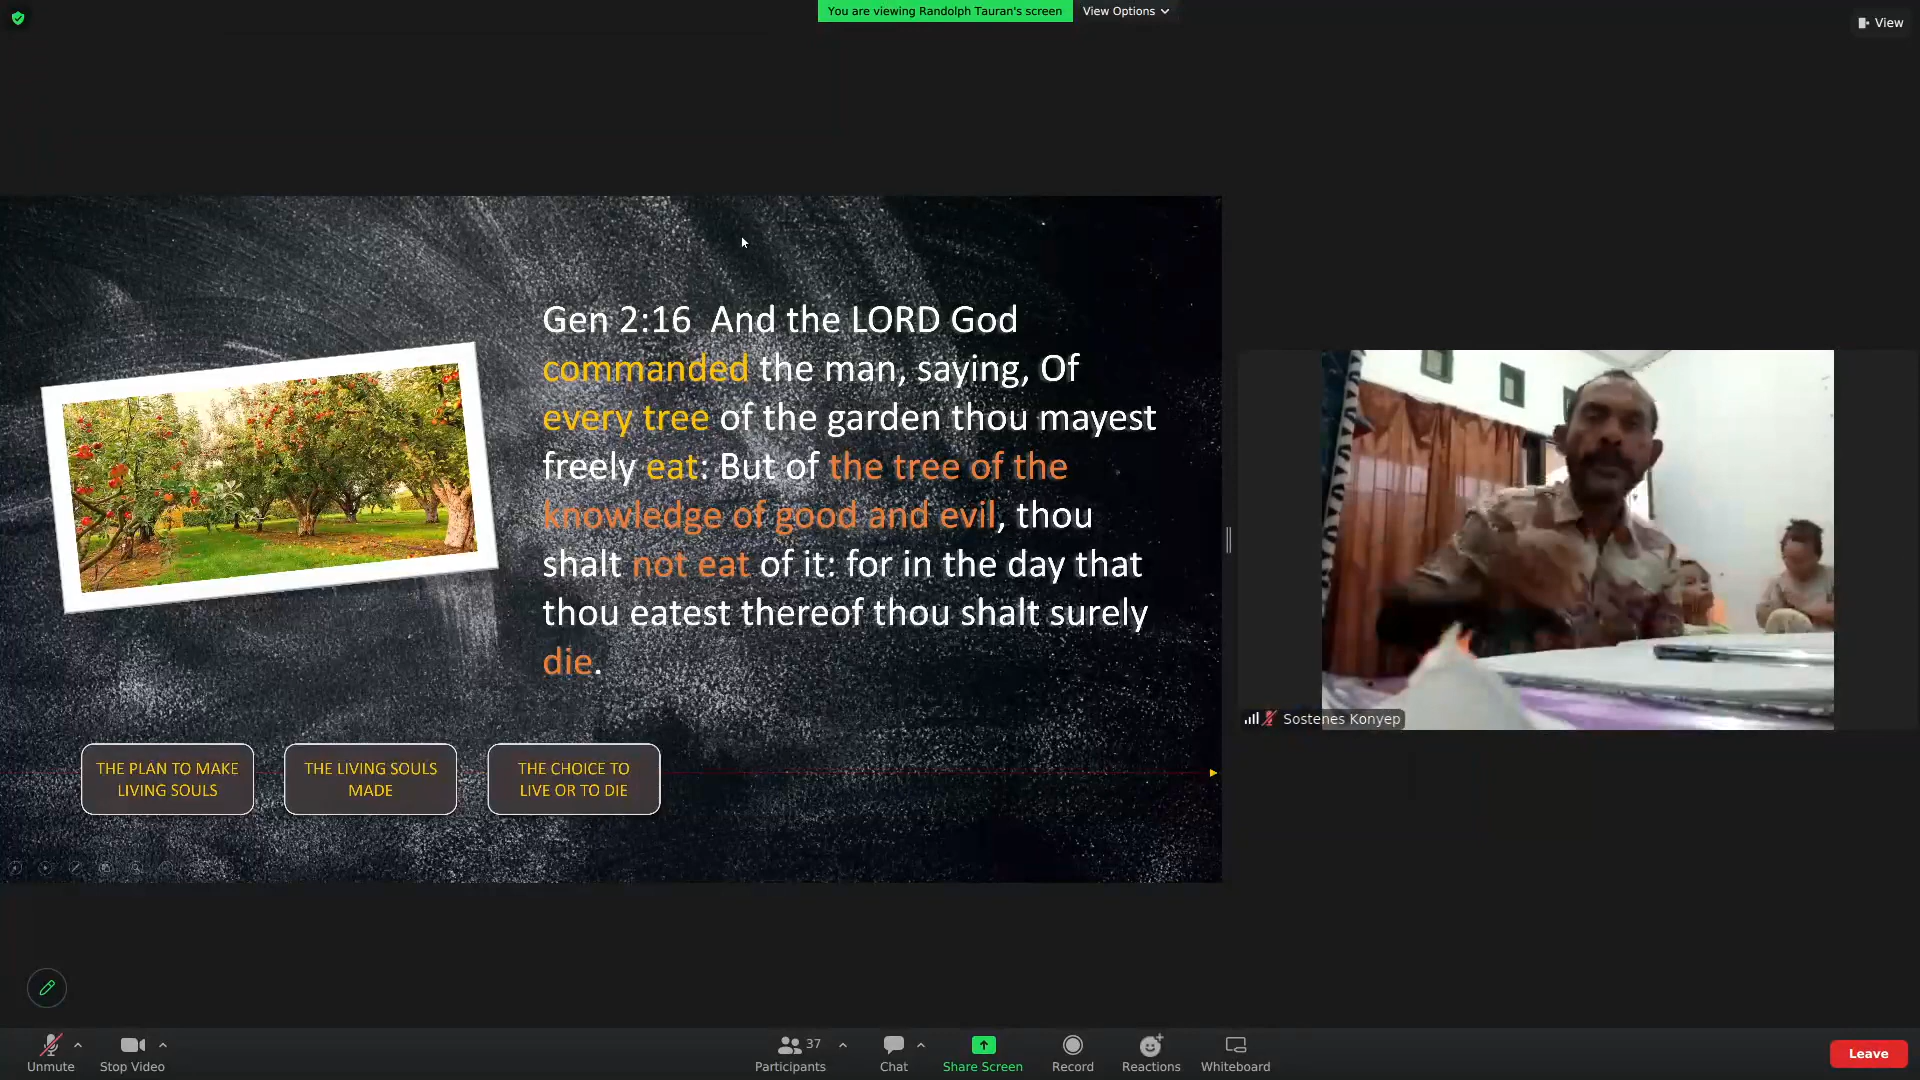 You are viewing Randolph Tauran's screen
View Options
View
Gen 2:16  And the LORD God
commanded the man, saying, Of
every tree of the garden thou mayest
freely eat: But of the tree of the
knowledge of good and evil, thou
shalt not eat of it: for in the day that
thou eatest thereof thou shalt surely
die.
Sostenes Konyep
THE PLAN TO MAKE
LIVING SOULS
THE LIVING SOULS
MADE
THE CHOICE TO
LIVE OR TO DIE
Unmute
Stop Video
37
Participants
Chat
Share Screen
Record
Reactions
Whiteboard
Leave